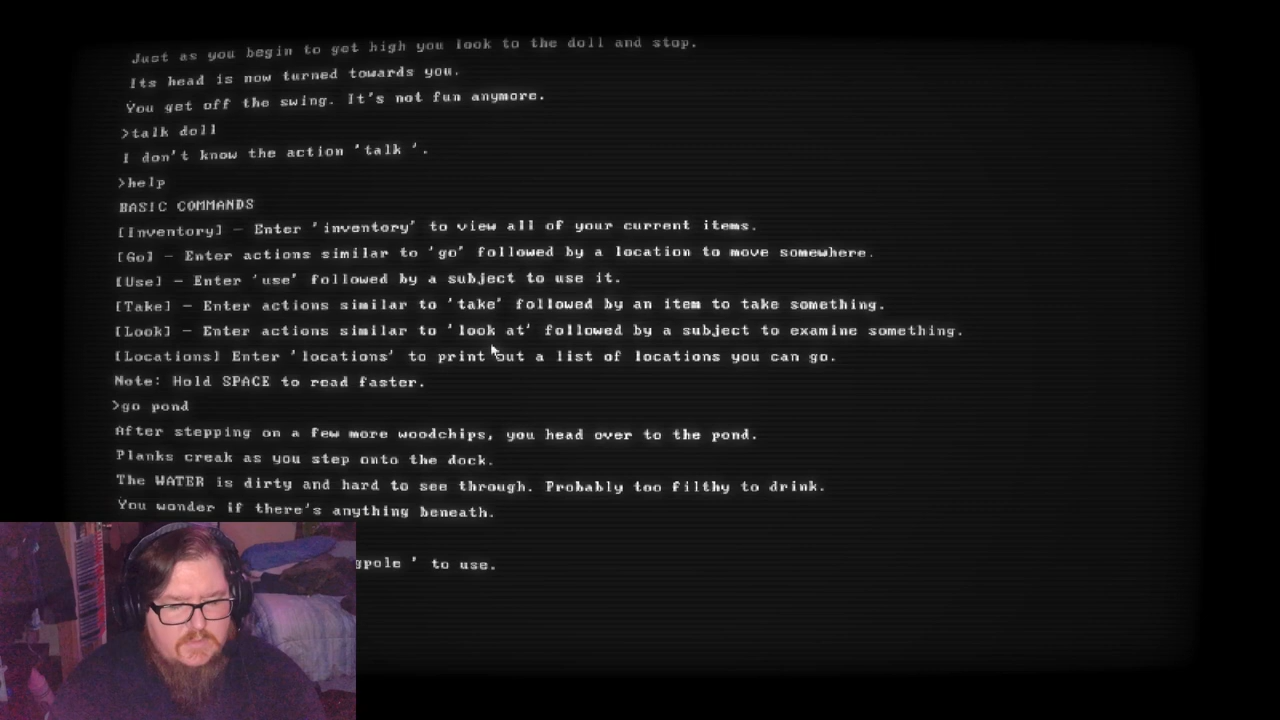 Just as you begin to get high you look to the doll and stop.
Its head is now turned towards you.
You get off the swing. It's not fun anymore.
>talk doll
I don't know the action 'talk '.
>help
BASIC COMMANDS
[Inventory] - Enter 'inventory' to view all of your current items.
[Go] - Enter actions similar to 'go' followed by a location to move somewhere.
[Use] - Enter 'use' followed by a subject to use it.
[Take] - Enter actions similar to 'take' followed by an item to take something.
[Look] - Enter actions similar to 'look at' followed by a subject to examine something.
[Locations] Enter 'locations' to print out a list of locations you can go.
Note: Hold SPACE to read faster.
>go pond
After stepping on a few more woodchips, you head over to the pond.
Planks creak as you step onto the dock.
The WATER is dirty and hard to see through. Probably too filthy to drink.
You wonder if there's anything beneath.
gpole ' to use.